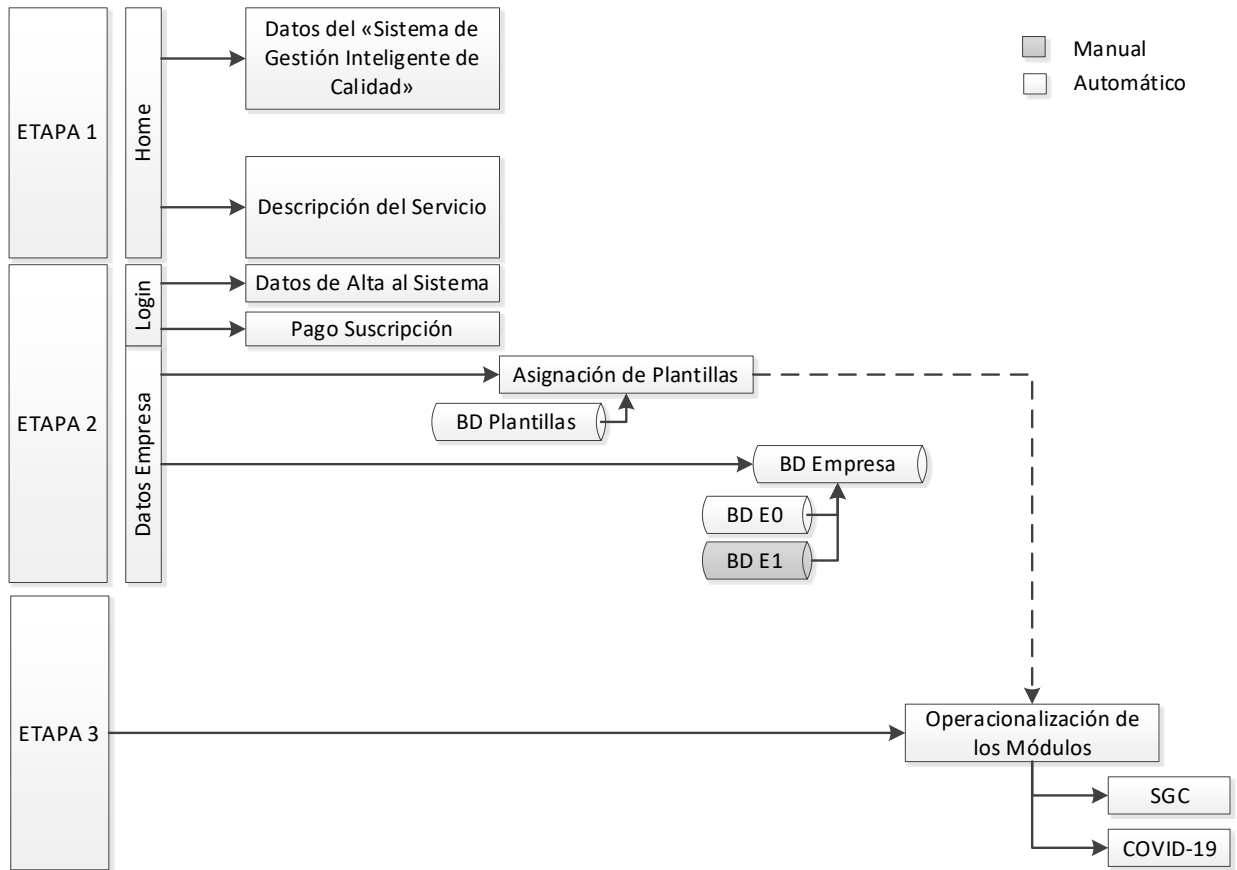 ETAPA 1
Home
Datos del «Sistema de
Gestión Inteligente de
Calidad»
Descripción del Servicio
Manual
Automático
ETAPA 2
Login
Datos de Alta al Sistema
Pago Suscripción
Datos Empresa
Asignación de Plantillas
BD Plantillas
BD Empresa
BD E0
BD E1
ETAPA 3
Operacionalización de
los Módulos
SGC
COVID-19